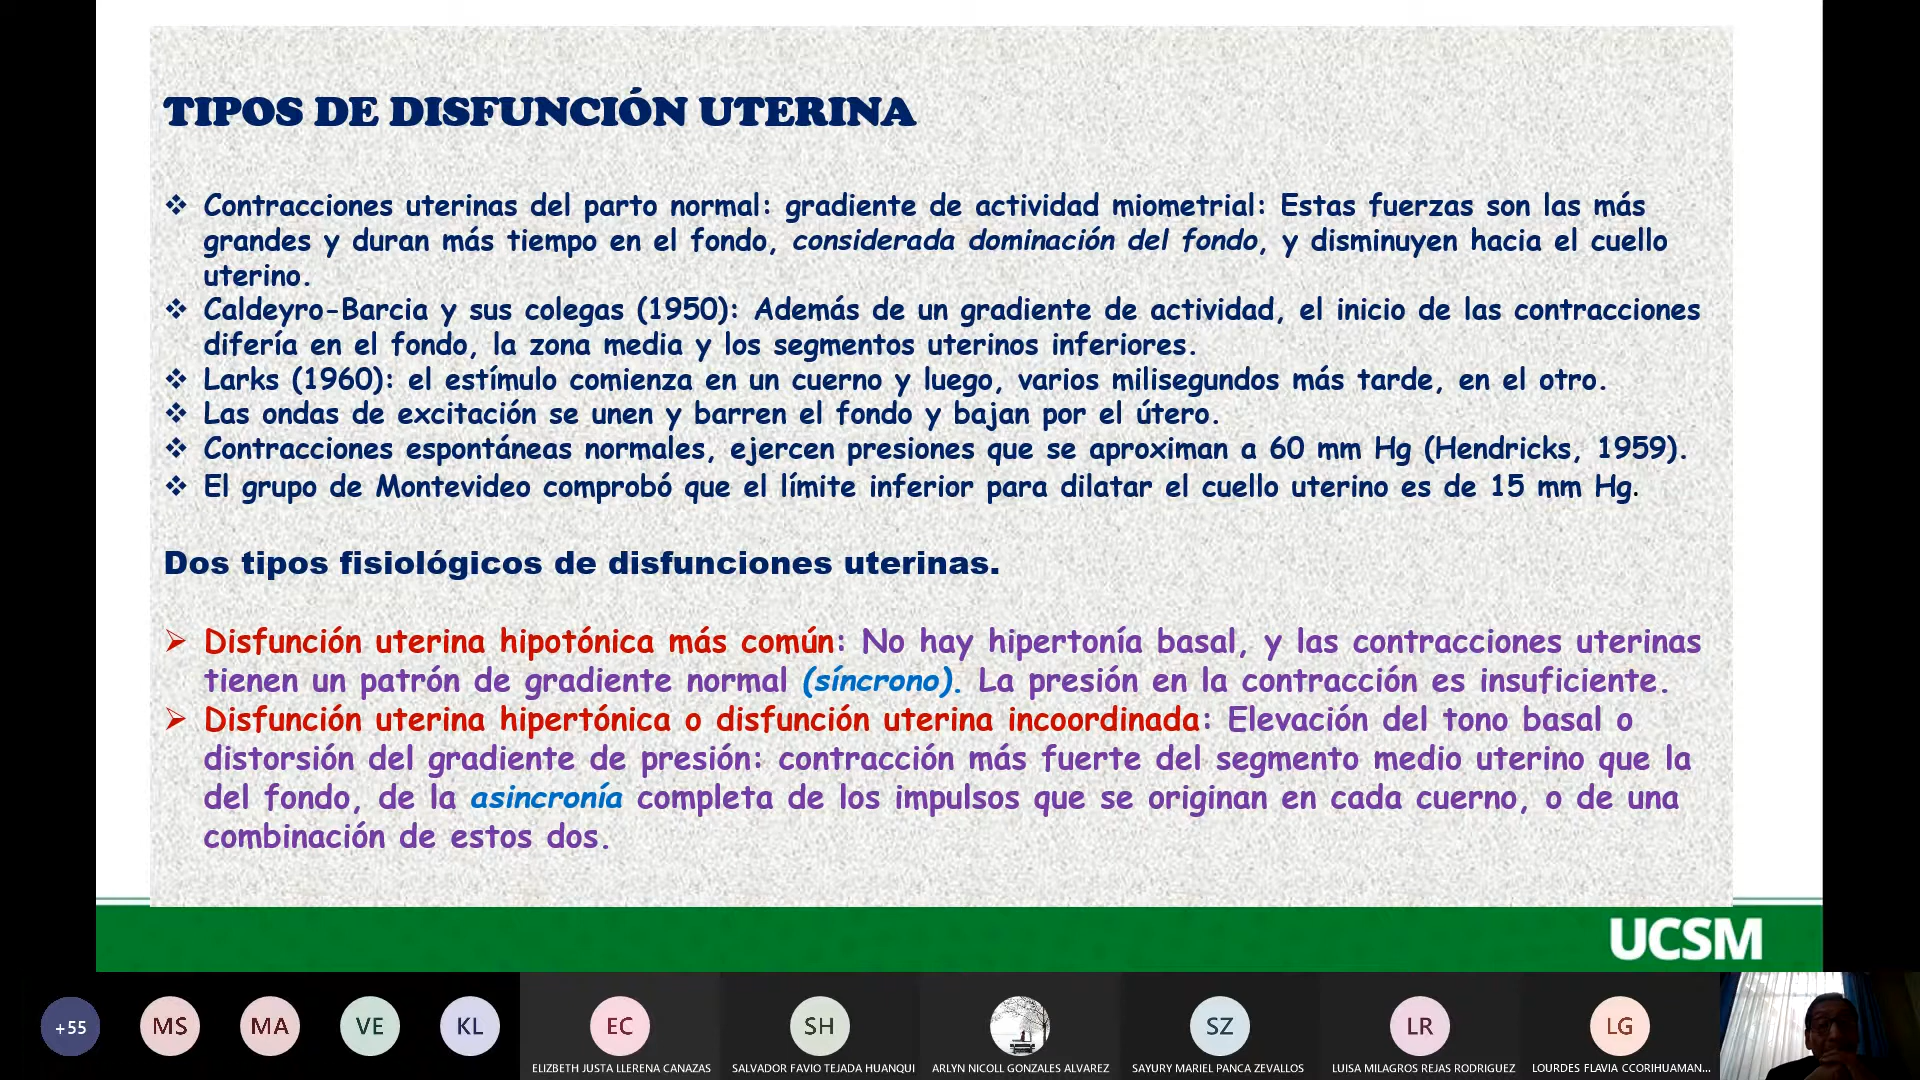 TIPOS DE DISFUNCIÓN UTERINA
❖ Contracciones uterinas del parto normal: gradiente de actividad miometrial: Estas fuerzas son las más
grandes y duran más tiempo en el fondo, considerada dominación del fondo, y disminuyen hacia el cuello
uterino.
❖ Caldeyro-Barcia y sus colegas (1950): Además de un gradiente de actividad, el inicio de las contracciones
difería en el fondo, la zona media y los segmentos uterinos inferiores.
❖ Larks (1960): el estímulo comienza en un cuerno y luego, varios milisegundos más tarde, en el otro.
❖ Las ondas de excitación se unen y barren el fondo y bajan por el útero.
❖ Contracciones espontáneas normales, ejercen presiones que se aproximan a 60 mm Hg (Hendricks, 1959).
❖ El grupo de Montevideo comprobó que el límite inferior para dilatar el cuello uterino es de 15 mm Hg.
Dos tipos fisiológicos de disfunciones uterinas.
➢ Disfunción uterina hipotónica más común: No hay hipertonía basal, y las contracciones uterinas
tienen un patrón de gradiente normal (síncrono). La presión en la contracción es insuficiente.
➢ Disfunción uterina hipertónica o disfunción uterina incoordinada: Elevación del tono basal o
distorsión del gradiente de presión: contracción más fuerte del segmento medio uterino que la
del fondo, de la asincronía completa de los impulsos que se originan en cada cuerno, o de una
combinación de estos dos.
UCSM
+55 MS MA VE KL EC SH SZ LR LG
ELIZBETH JUSTA LLERENA CANAZAS SALVADOR FAVIO TEJADA HUANQUI ARLYN NICOLL GONZALES ALVAREZ SAYURY MARIEL PANCA ZEVALLOS LUISA MILAGROS REJAS RODRIGUEZ LOURDES FLAVIA CCORIHUAMAN...